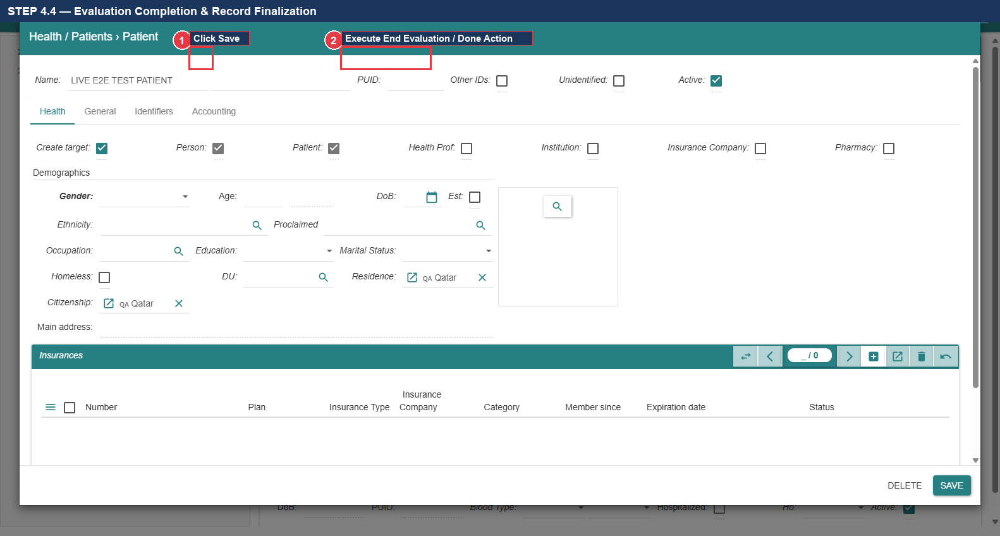 STEP 4.4 — Evaluation Completion & Record Finalization
Health / Patients › Patient
1 Click Save
2 Execute End Evaluation / Done Action
Name: LIVE E2E TEST PATIENT PUID: Other IDs: Unidentified: Active:
Health General Identifiers Accounting
Create target: Person: Patient: Health Prof: Institution: Insurance Company: Pharmacy:
Demographics
Gender: Age: DoB: Est:
Ethnicity: Proclaimed
Occupation: Education: Marital Status:
Homeless: DU: Residence: QA Qatar
Citizenship: QA Qatar
Main address:
Insurances _ / 0
Number Plan Insurance Type Insurance Company Category Member since Expiration date Status
DELETE SAVE
DoB: PUID: Blood Type: Hospitalized: Hb: Active: